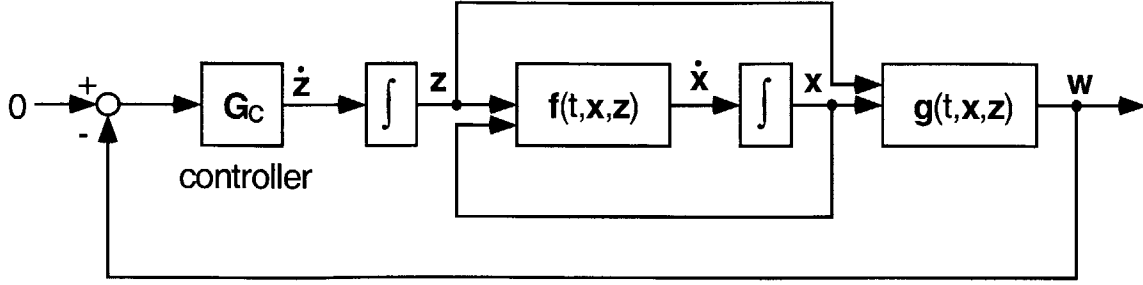 0
+
-
G_C
controller
ż
∫
z
f(t,x,z)
ẋ
∫
x
g(t,x,z)
w